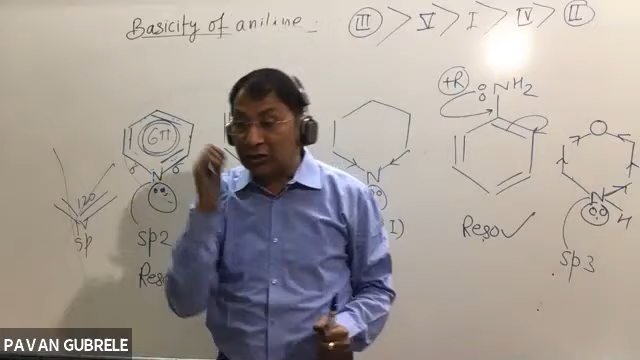 Basicity of aniline III > V > I > IV > II
+R NH2
6π
N
N
I)
120
N
sp
sp2
Reso
Reso ✓
N
H
sp3
PAVAN GUBRELE